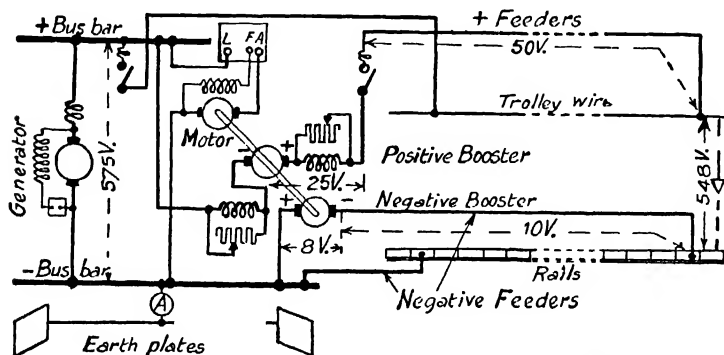 +Bus bar
L FA
+ Feeders
50V.
Trolley wire
Motor
Generator
575V.
+
-
Positive Booster
25V.
548V.
Negative Booster
+
-
10V.
8V.
-Bus bar
Rails
A
Negative Feeders
Earth plates